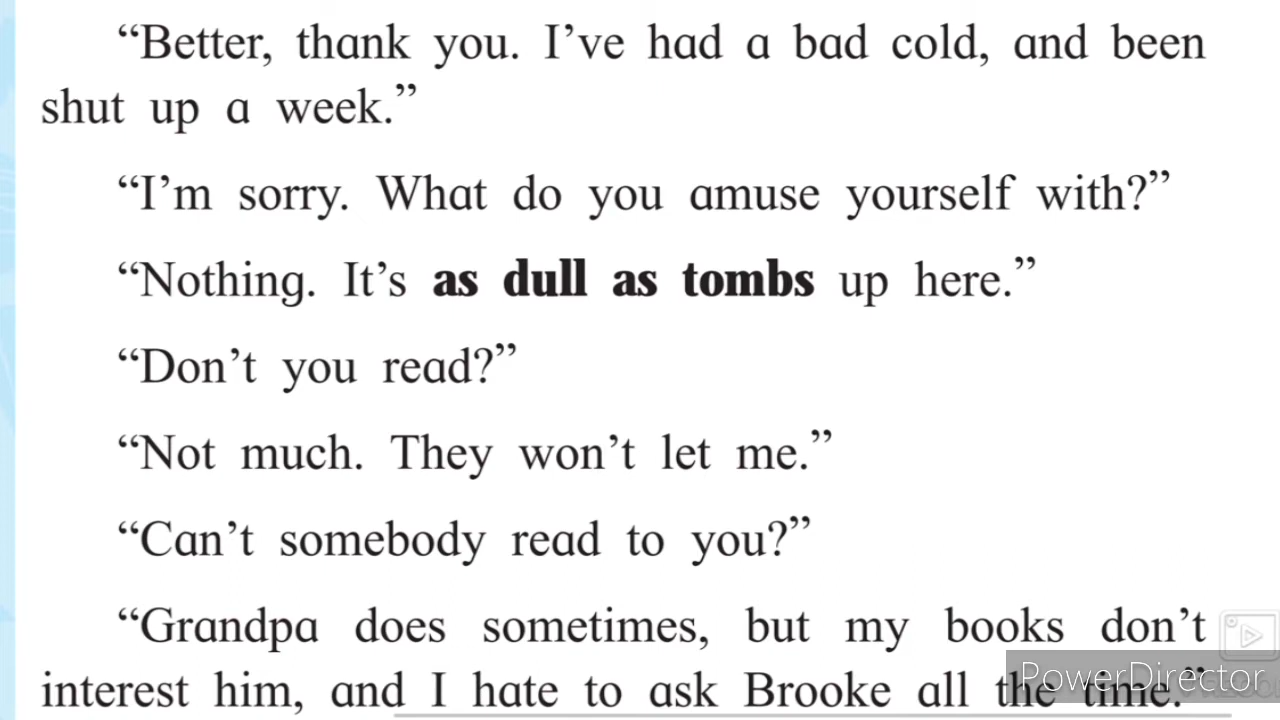 “Better, thank you. I’ve had a bad cold, and been
shut up a week.”
“I’m sorry. What do you amuse yourself with?”
“Nothing. It’s as dull as tombs up here.”
“Don’t you read?”
“Not much. They won’t let me.”
“Can’t somebody read to you?”
“Grandpa does sometimes, but my books don’t
interest him, and I hate to ask Brooke all the time.”
PowerDirector